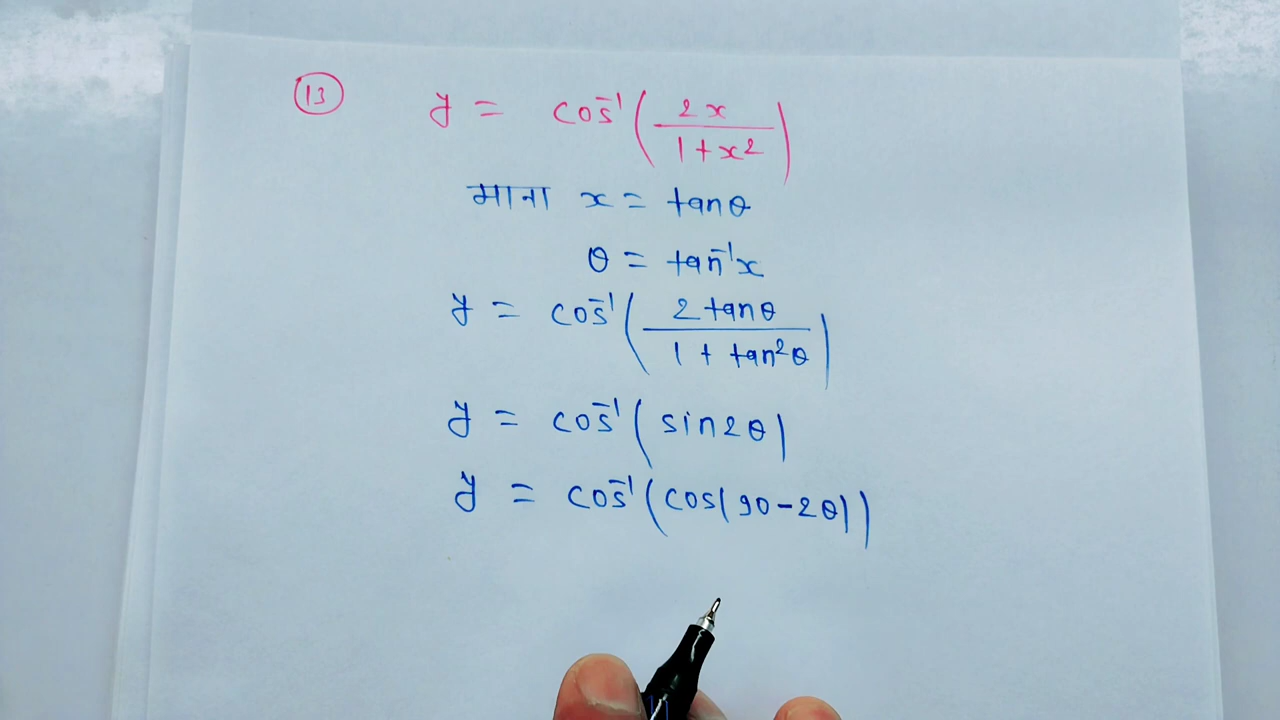 13 y = cos⁻¹(2x/1+x²)
माना x = tanθ
θ = tan⁻¹x
y = cos⁻¹(2tanθ/1+tan²θ)
y = cos⁻¹(sin2θ)
y = cos⁻¹(cos(90-2θ))